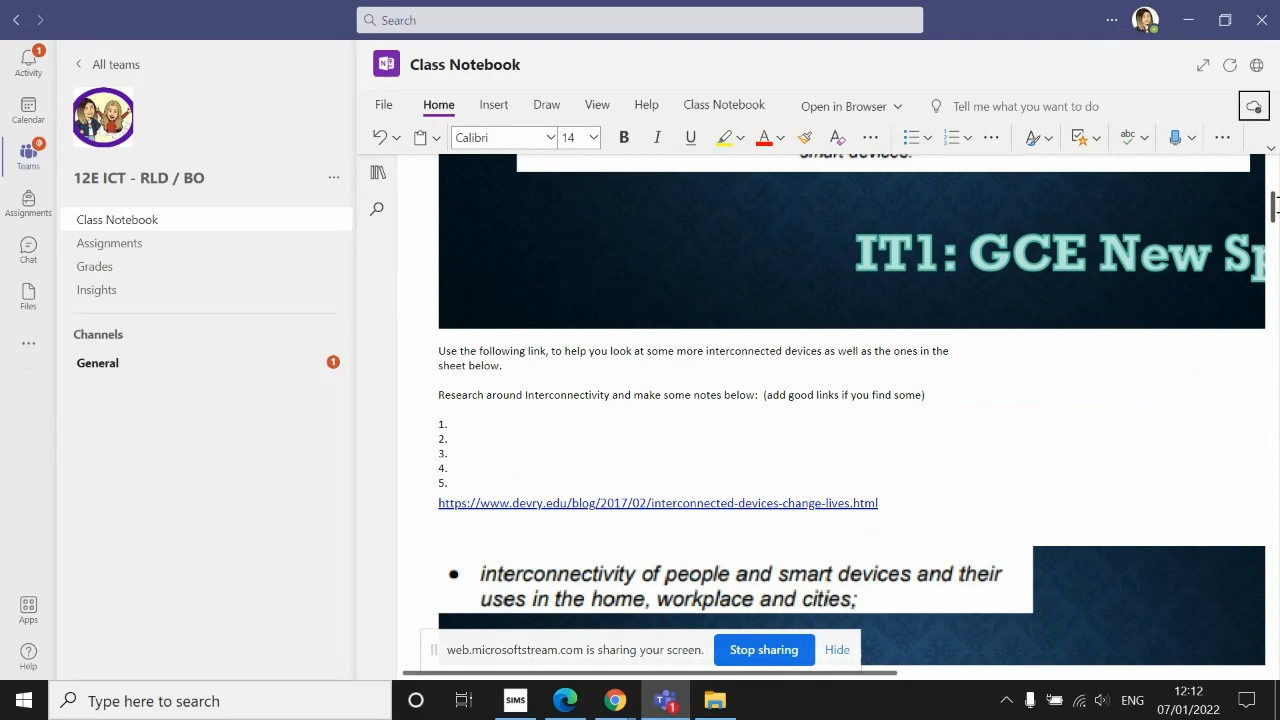 Search
1
Activity
All teams
Class Notebook
File
Home
Insert
Draw
View
Help
Class Notebook
Open in Browser
Tell me what you want to do
Calendar
Calibri
14
B
I
U
A
abc
Teams
smart devices.
12E ICT - RLD / BO
Assignments
Class Notebook
Assignments
Chat
Grades
IT1: GCE New Sp
Files
Insights
Channels
General
1
Use the following link, to help you look at some more interconnected devices as well as the ones in the
sheet below.
Research around Interconnectivity and make some notes below: (add good links if you find some)
1.
2.
3.
4.
5.
https://www.devry.edu/blog/2017/02/interconnected-devices-change-lives.html
• interconnectivity of people and smart devices and their
uses in the home, workplace and cities;
Apps
Help
web.microsoftstream.com is sharing your screen.
Stop sharing
Hide
Type here to search
SIMS
1
ENG
12:12
07/01/2022